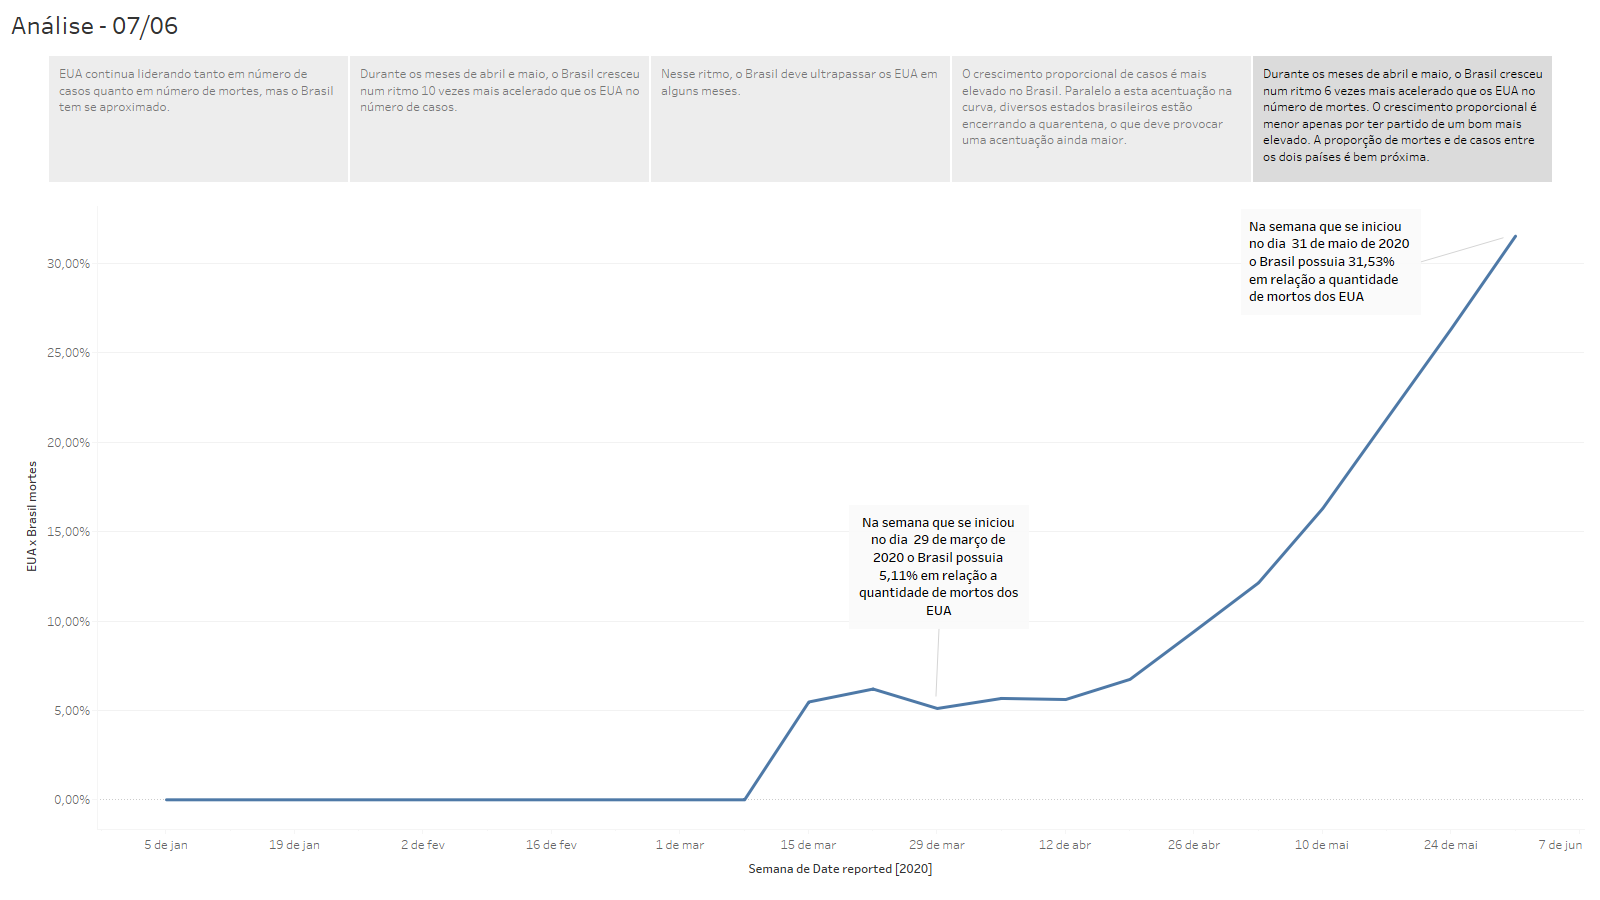 Análise - 07/06
EUA continua liderando tanto em número de
casos quanto em número de mortes, mas o Brasil
tem se aproximado.
Durante os meses de abril e maio, o Brasil cresceu
num ritmo 10 vezes mais acelerado que os EUA no
número de casos.
Nesse ritmo, o Brasil deve ultrapassar os EUA em
alguns meses.
O crescimento proporcional de casos é mais
elevado no Brasil. Paralelo a esta acentuação na
curva, diversos estados brasileiros estão
encerrando a quarentena, o que deve provocar
uma acentuação ainda maior.
Durante os meses de abril e maio, o Brasil cresceu
num ritmo 6 vezes mais acelerado que os EUA no
número de mortes. O crescimento proporcional é
menor apenas por ter partido de um bom mais
elevado. A proporção de mortes e de casos entre
os dois países é bem próxima.
Na semana que se iniciou
no dia  31 de maio de 2020
o Brasil possuia 31,53%
em relação a quantidade
de mortos dos EUA
Na semana que se iniciou
no dia  29 de março de
2020 o Brasil possuia
5,11% em relação a
quantidade de mortos dos
EUA
EUA x Brasil mortes
30,00%
25,00%
20,00%
15,00%
10,00%
5,00%
0,00%
5 de jan
19 de jan
2 de fev
16 de fev
1 de mar
15 de mar
29 de mar
12 de abr
26 de abr
10 de mai
24 de mai
7 de jun
Semana de Date reported [2020]